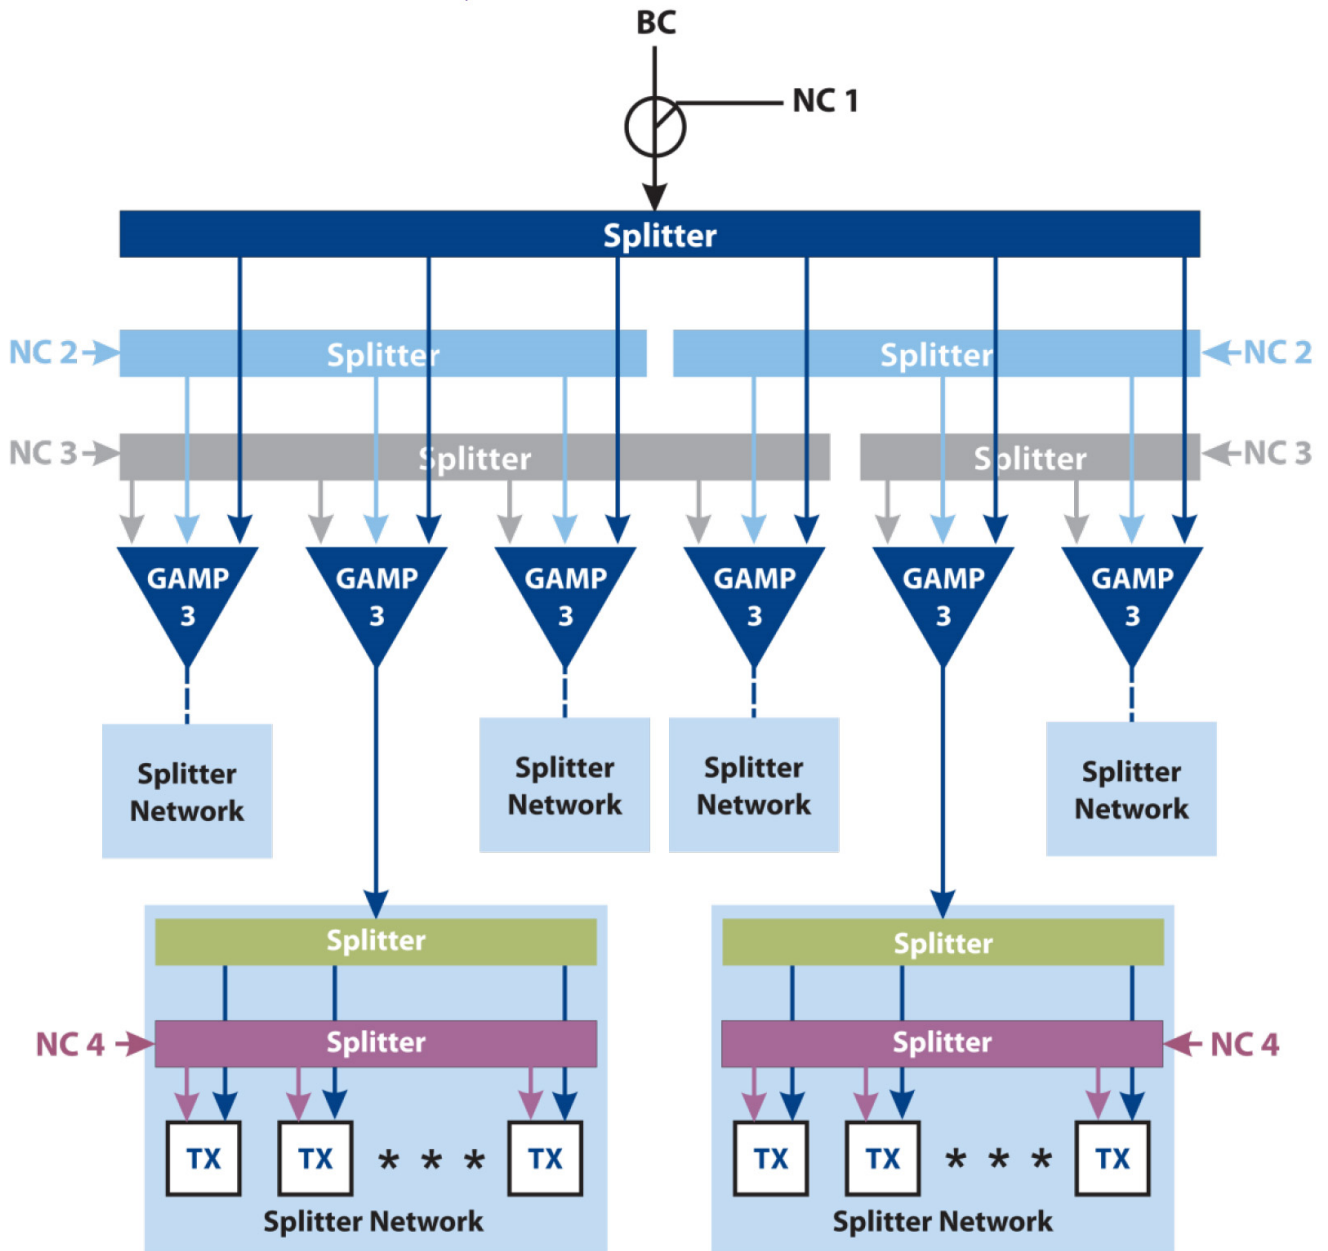 BC
NC 1
Splitter
NC 2
Splitter
Splitter
NC 2
NC 3
Splitter
Splitter
NC 3
GAMP
3
GAMP
3
GAMP
3
GAMP
3
GAMP
3
GAMP
3
Splitter
Network
Splitter
Network
Splitter
Network
Splitter
Network
Splitter
Splitter
NC 4
Splitter
Splitter
NC 4
TX
TX
* * *
TX
TX
TX
* * *
TX
Splitter Network
Splitter Network